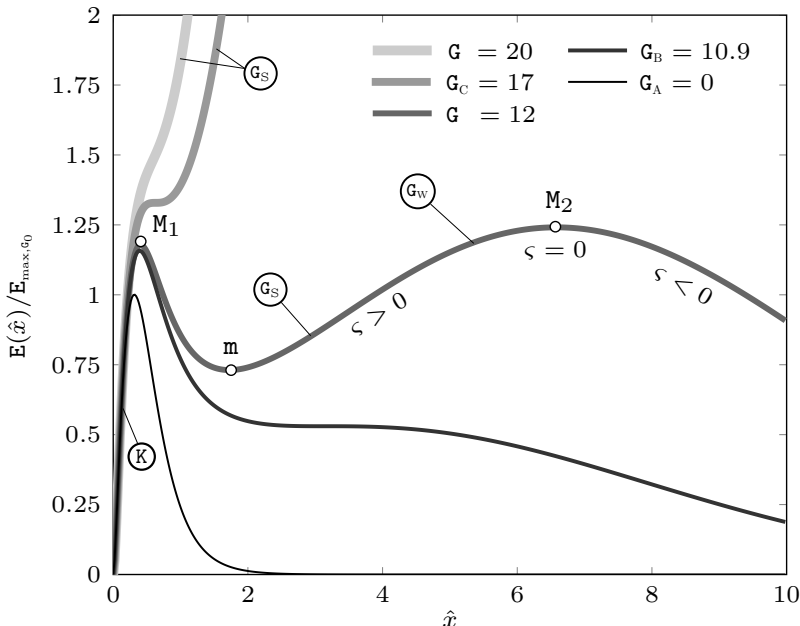 2
1.75
1.5
1.25
1
0.75
0.5
0.25
0
E(x̂)/E_max,G₀
G = 20
G_C = 17
G = 12
G_B = 10.9
G_A = 0
G_S
G_W
M₁
M₂
ς = 0
ς < 0
ς > 0
G_S
m
K
0 2 4 6 8 10
x̂